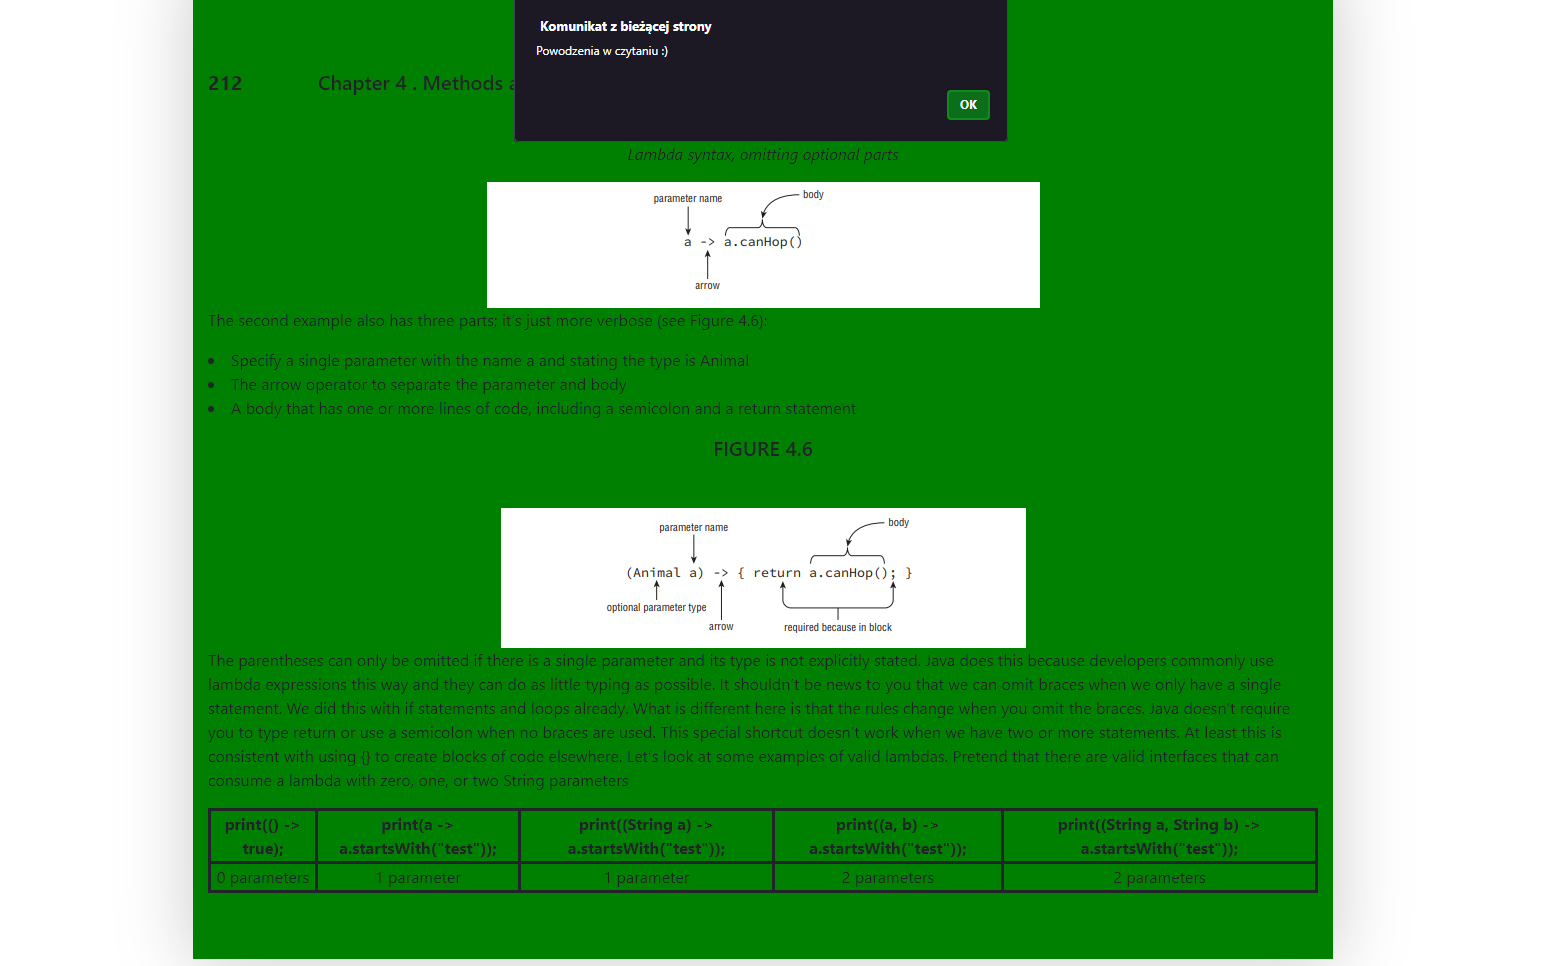 Komunikat z bieżącej strony
Powodzenia w czytaniu :)
OK
212 Chapter 4 . Methods
Lambda syntax, omitting optional parts
parameter name
body
a -> a.canHop()
arrow
The second example also has three parts; it's just more verbose (see Figure 4.6):
• Specify a single parameter with the name a and stating the type is Animal
• The arrow operator to separate the parameter and body
• A body that has one or more lines of code, including a semicolon and a return statement
FIGURE 4.6
parameter name
body
(Animal a) -> { return a.canHop(); }
optional parameter type
arrow
required because in block
The parentheses can only be omitted if there is a single parameter and its type is not explicitly stated. Java does this because developers commonly use
lambda expressions this way and they can do as little typing as possible. It shouldn't be news to you that we can omit braces when we only have a single
statement. We did this with if statements and loops already. What is different here is that the rules change when you omit the braces. Java doesn't require
you to type return or use a semicolon when no braces are used. This special shortcut doesn't work when we have two or more statements. At least this is
consistent with using {} to create blocks of code elsewhere. Let's look at some examples of valid lambdas. Pretend that there are valid interfaces that can
consume a lambda with zero, one, or two String parameters
print(() -> print(a -> print((String a) -> print((a, b) -> print((String a, String b) ->
true); a.startsWith("test")); a.startsWith("test")); a.startsWith("test")); a.startsWith("test"));
0 parameters 1 parameter 1 parameter 2 parameters 2 parameters